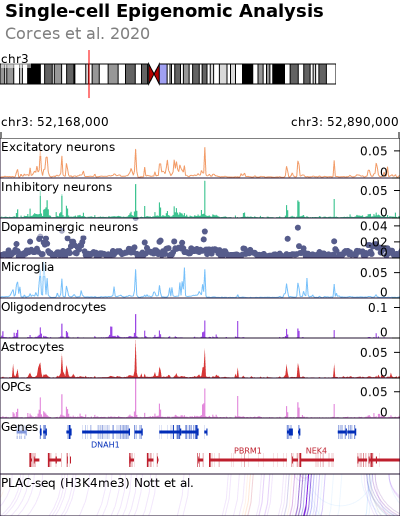 Single-cell Epigenomic Analysis
Corces et al. 2020
chr3
chr3: 52,168,000
chr3: 52,890,000
Excitatory neurons
0.05
0
Inhibitory neurons
0.05
0
Dopaminergic neurons
0.04
0.02
0
Microglia
0.05
0
Oligodendrocytes
0.1
0
Astrocytes
0.05
0
OPCs
0.05
0
Genes
DNAH1
PBRM1
NEK4
PLAC-seq (H3K4me3) Nott et al.